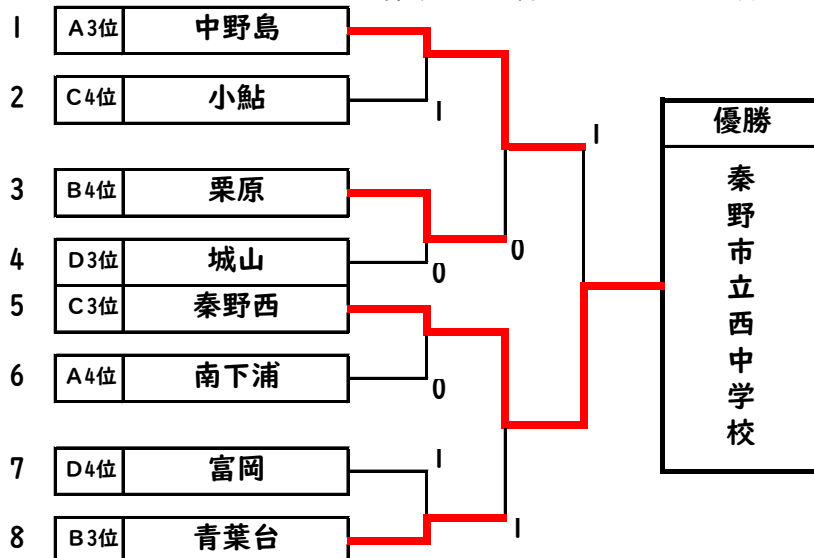 1 A3位 中野島
2 C4位 小鮎
1
1
優勝
3 B4位 栗原
4 D3位 城山
0
0
5 C3位 秦野西
6 A4位 南下浦
0
秦野市立西中学校
7 D4位 富岡
1
8 B3位 青葉台
1